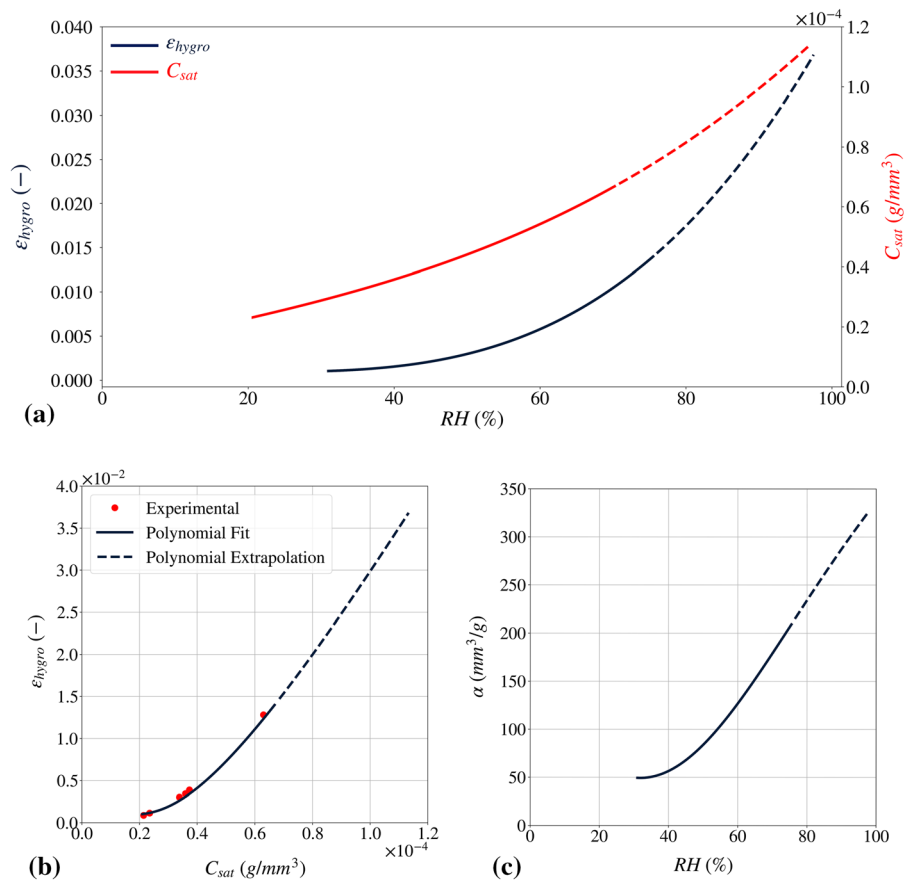 ×10⁻⁴
0.040 1.2
ε_hygro
C_sat
0.035
1.0
0.030
0.8
0.025
ε_hygro (−)
0.020
0.6
C_sat (g/mm³)
0.015
0.4
0.010
0.005
0.2
0.000
0.0
0 20 40 60 80 100
RH (%)
(a)
×10⁻²
4.0
3.5
3.0
2.5
2.0
1.5
1.0
0.5
0.0
Experimental
Polynomial Fit
Polynomial Extrapolation
ε_hygro (−)
0.0 0.2 0.4 0.6 0.8 1.0 1.2
×10⁻⁴
C_sat (g/mm³)
(b)
350
300
250
200
150
100
50
0
α (mm³/g)
0 20 40 60 80 100
RH (%)
(c)